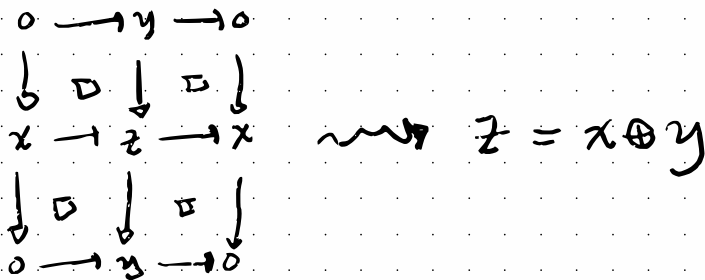 0 → y → 0
↓ □ ↓ □ ↓
x → z → x ⇝ z = x ⊕ y
↓ □ ↓ □ ↓
0 → y → 0